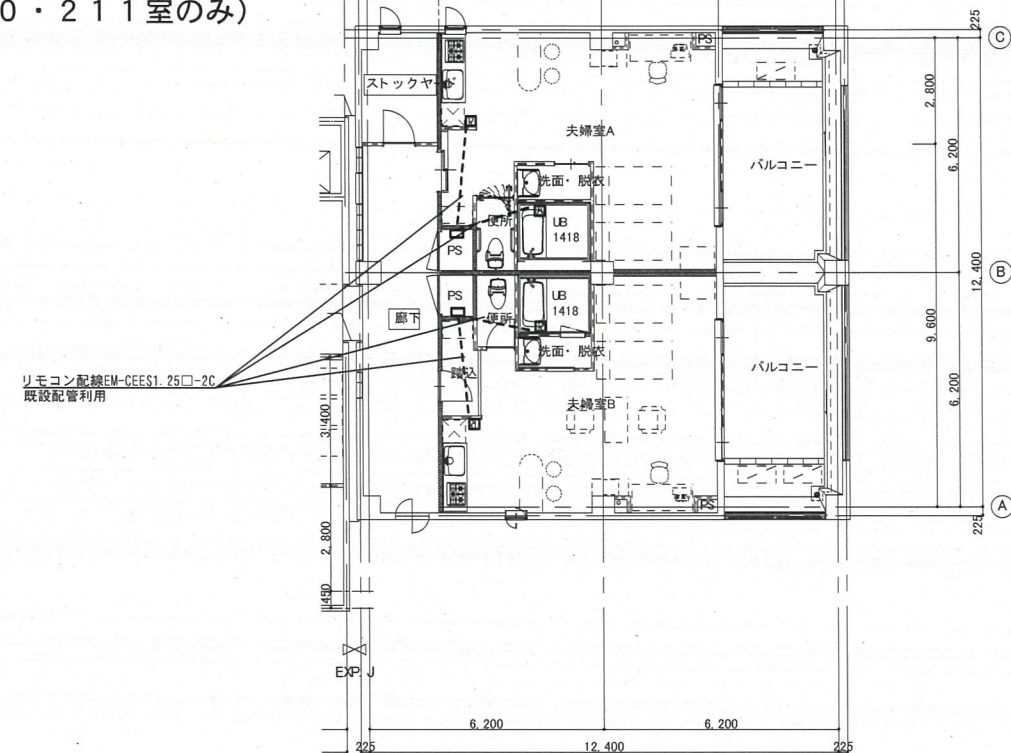 ０・２１１室のみ）
225
C
ストックヤ
PS
2,800
夫婦室A
6,200
バルコニー
洗面・脱衣
便所
UB
1418
PS
B
12,400
PS
UB
1418
廊下
便所
9,600
洗面・脱衣
バルコニー
踏込
リモコン配線EM-CEES1.25□-2C
既設配管利用
6,200
夫婦室B
3,400
PS
A
225
2,800
450
EXP.J
6,200
6,200
225
12,400
225